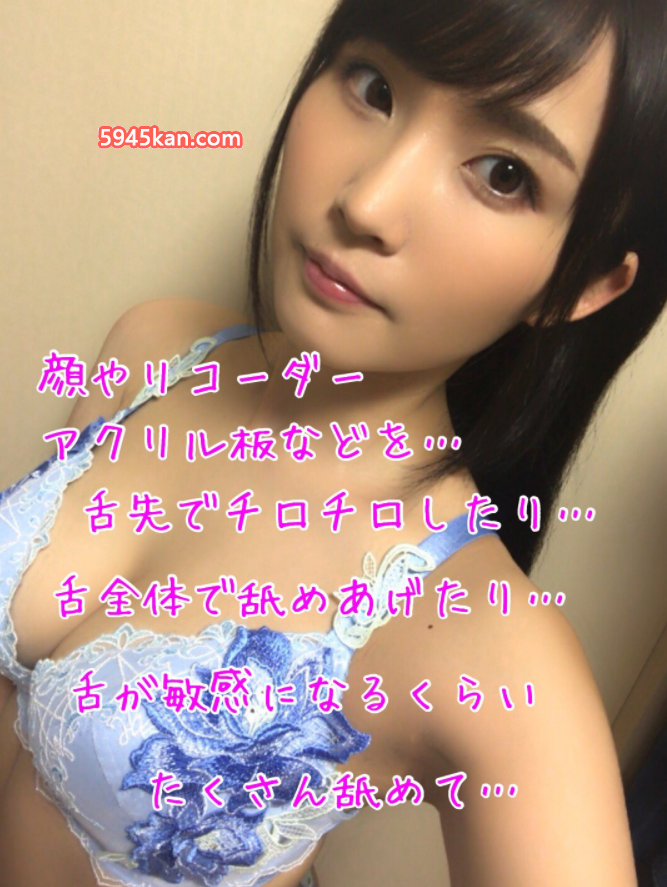 5945kan.com
顔やリコーダー
アクリル板などを…
舌先でチロチロしたり…
舌全体で舐めあげたり…
舌が敏感になるくらい
たくさん舐めて…